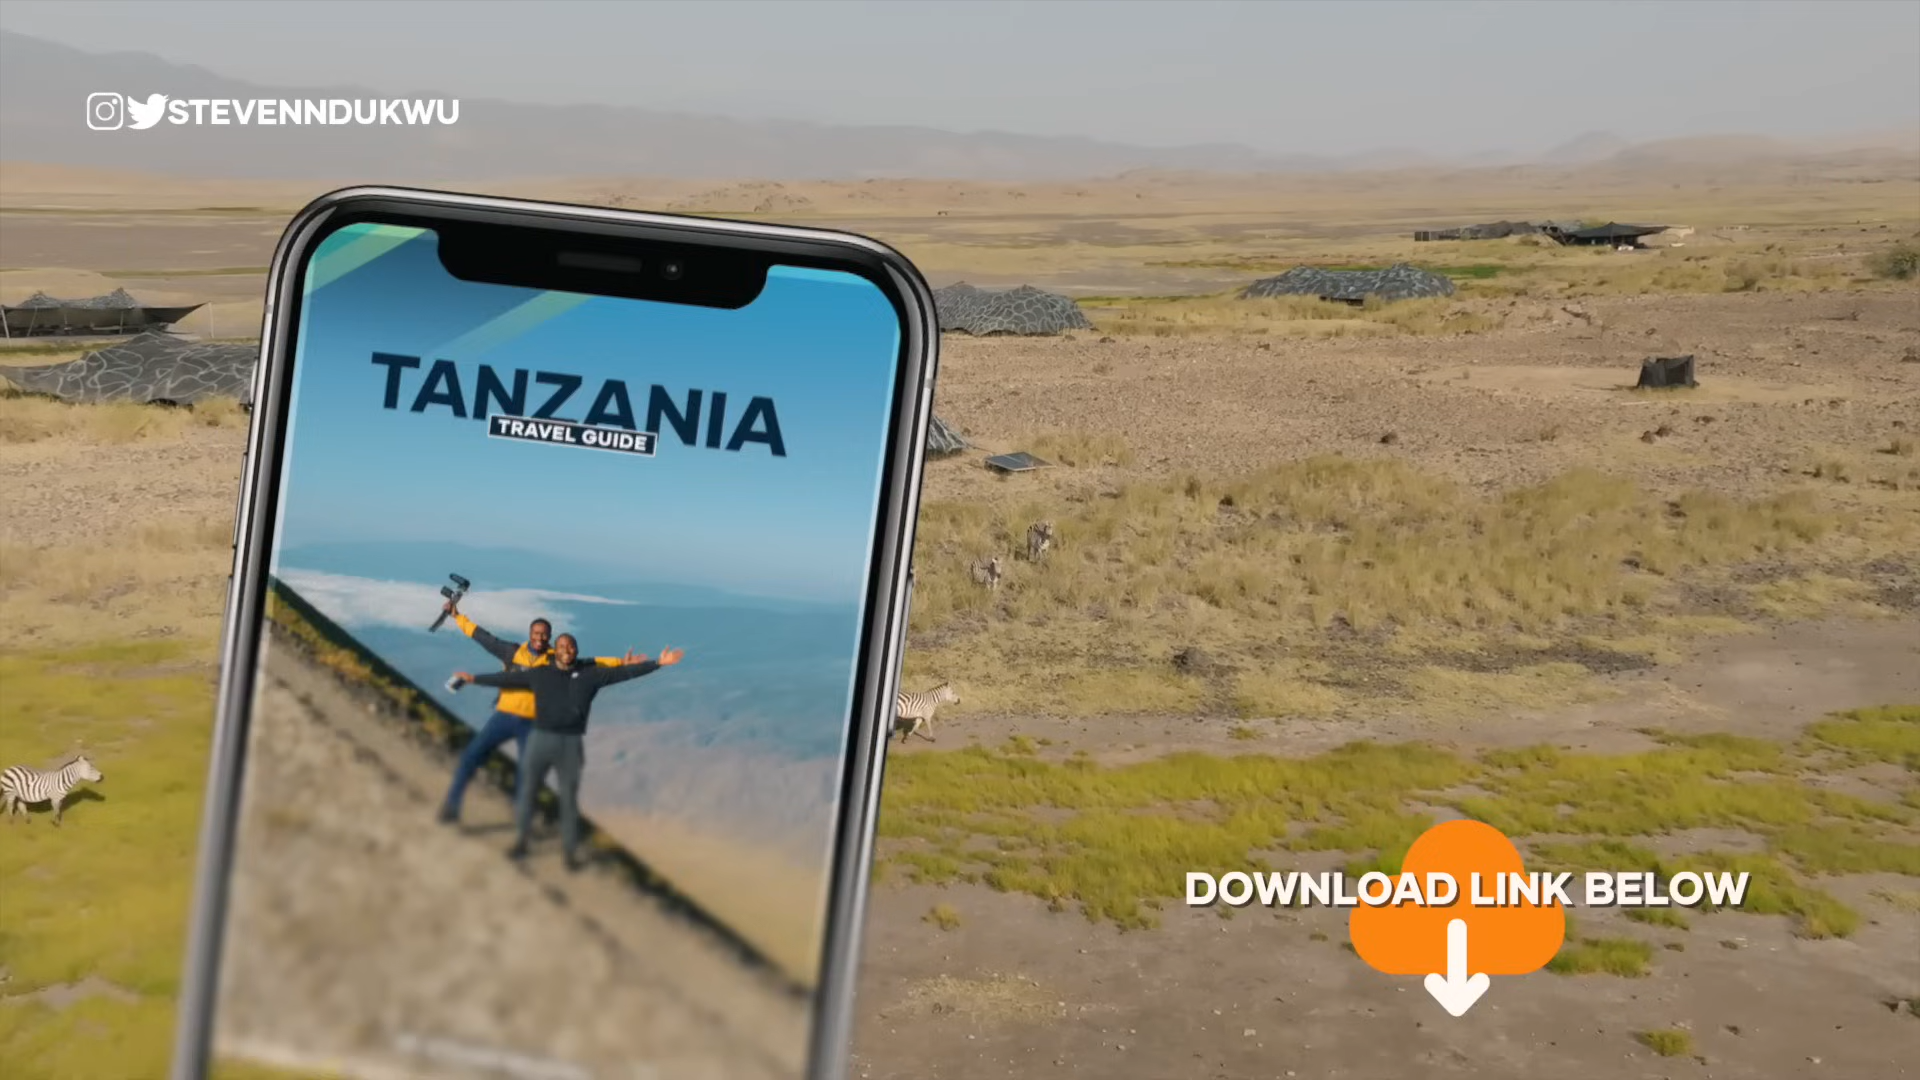 STEVENNDUKWU
TANZANIA
TRAVEL GUIDE
DOWNLOAD LINK BELOW